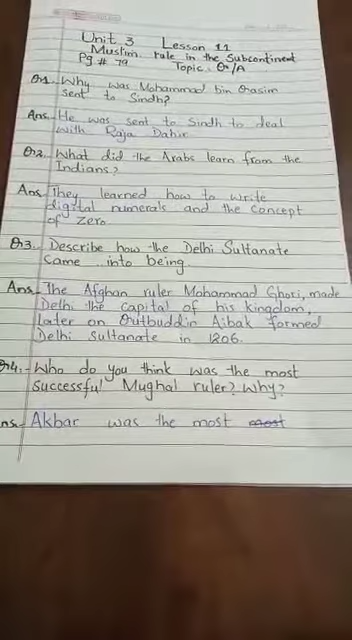 Unit 3 Lesson 11
Muslim rule in the Subcontinent
Pg # 79 Topic: Q/A
Q1. Why was Mohammad bin Qasim
sent to Sindh?
Ans. He was sent to Sindh to deal
with Raja Dahir
Q2. What did the Arabs learn from the
Indians?
Ans. They learned how to write
digital numerals and the concept
of zero.
Q3. Describe how the Delhi Sultanate
came into being
Ans. The Afghan ruler Mohammad Ghori, made
Delhi the capital of his kingdom,
Later on Qutbuddin Aibak formed
Delhi Sultanate in 1206.
Q4. Who do you think was the most
successful Mughal ruler? Why?
Ans. Akbar was the most most